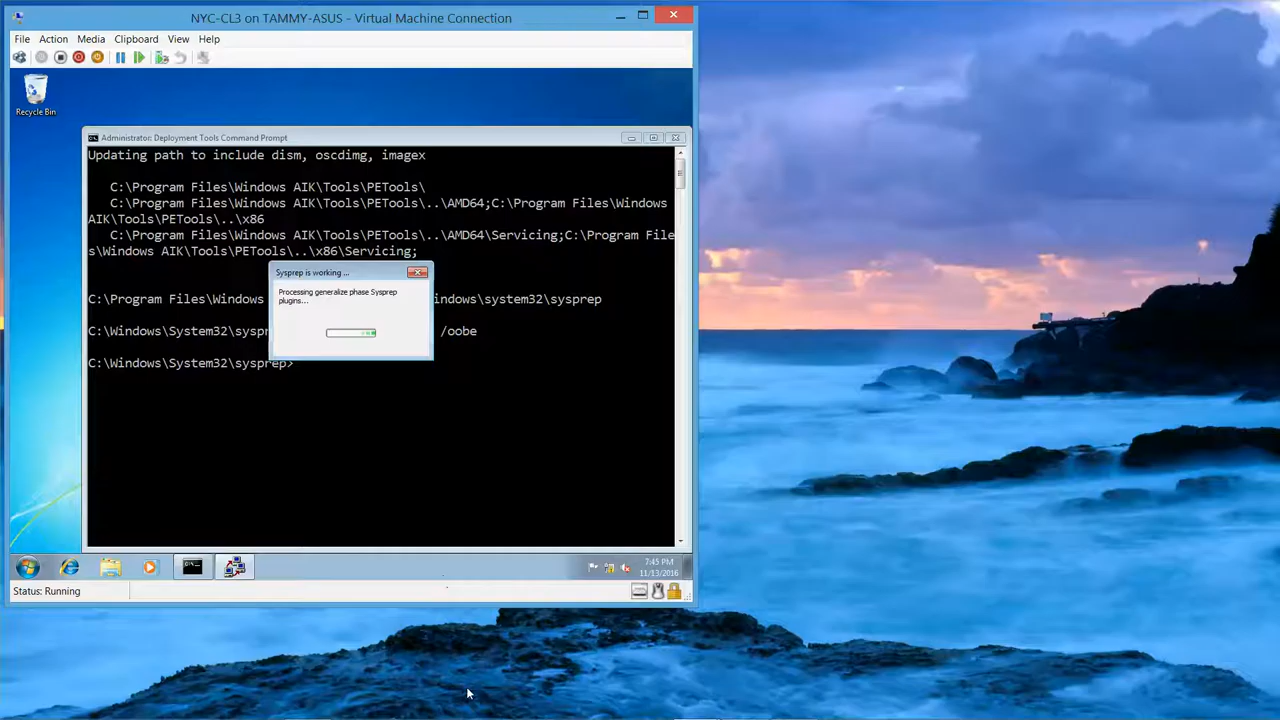 NYC-CL3 on TAMMY-ASUS - Virtual Machine Connection
File Action Media Clipboard View Help
Recycle Bin
Administrator: Deployment Tools Command Prompt
Updating path to include dism, oscdimg, imagex
C:\Program Files\Windows AIK\Tools\PETools\
C:\Program Files\Windows AIK\Tools\PETools\..\AMD64;C:\Program Files\Windows
AIK\Tools\PETools\..\x86
C:\Program Files\Windows AIK\Tools\PETools\..\AMD64\Servicing;C:\Program File
s\Windows AIK\Tools\PETools\..\x86\Servicing;
Sysprep is working ...
Processing generalize phase Sysprep
plugins...
C:\Program Files\Windows indows\system32\sysprep
C:\Windows\System32\syspr /oobe
C:\Windows\System32\sysprep>
7:45 PM
11/13/2016
Status: Running